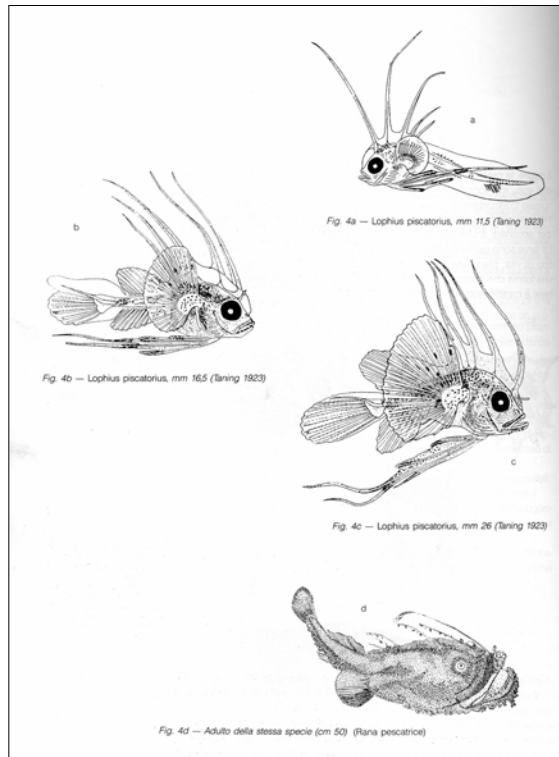 a
Fig. 4a — Lophius piscatorius, mm 11,5 (Taning 1923)
b
Fig. 4b — Lophius piscatorius, mm 16,5 (Taning 1923)
c
Fig. 4c — Lophius piscatorius, mm 26 (Taning 1923)
d
Fig. 4d — Adulto della stessa specie (cm 50) (Rana pescatrice)